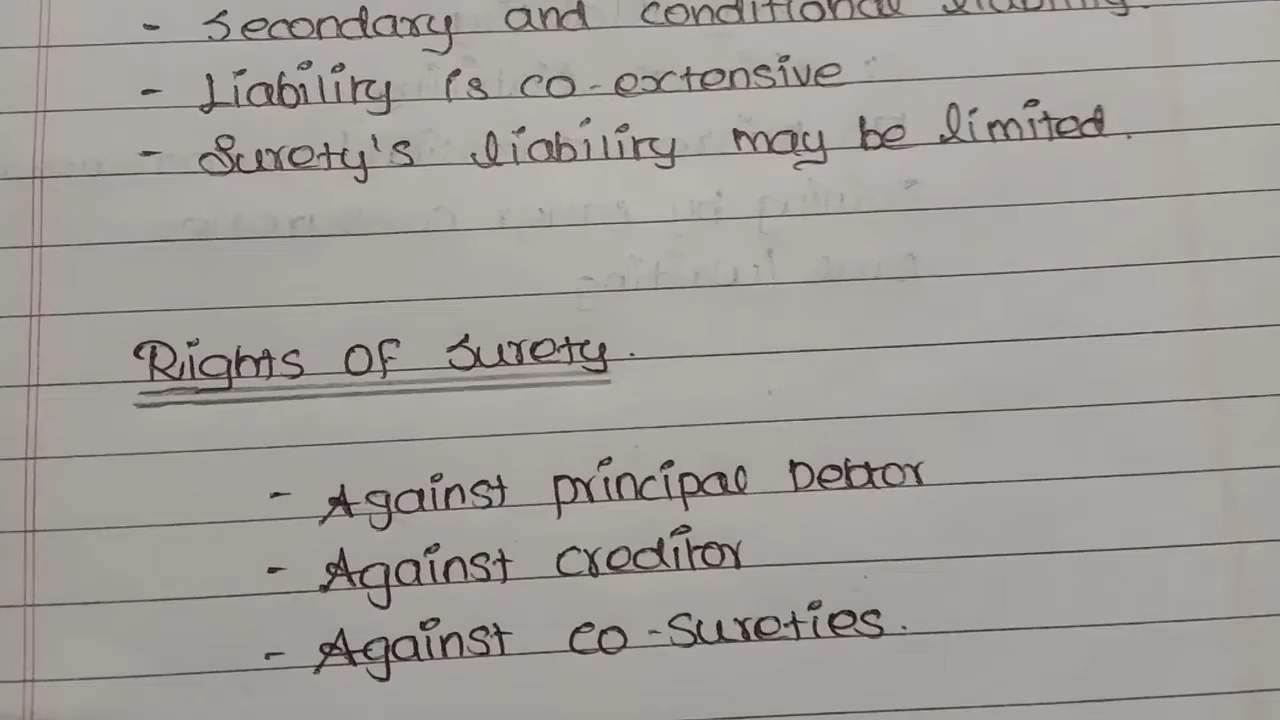 - Secondary and conditional liability.
- Liability is co-extensive
- Surety's liability may be limited.
Rights OF Surety.
- Against principal Debtor
- Against creditor
- Against co-sureties.